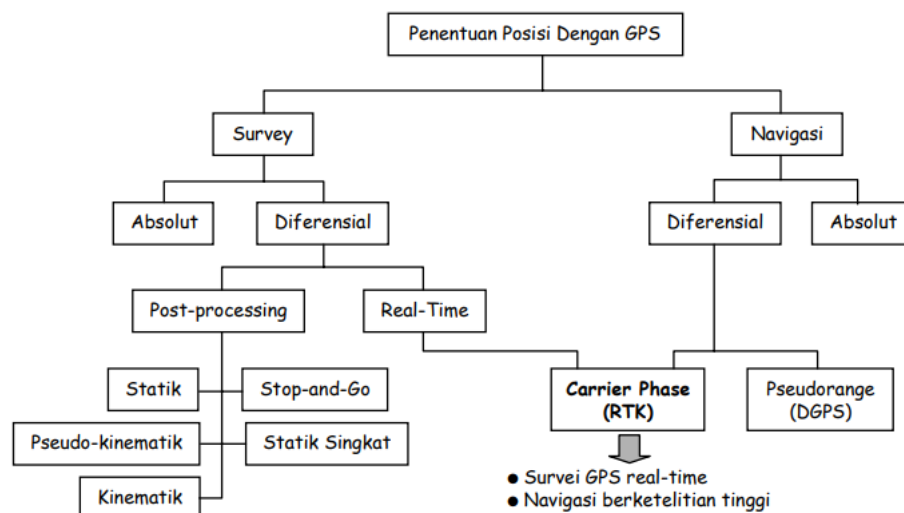 Penentuan Posisi Dengan GPS
Survey
Navigasi
Absolut
Diferensial
Diferensial
Absolut
Post-processing
Real-Time
Statik
Stop-and-Go
Carrier Phase
(RTK)
Pseudorange
(DGPS)
Pseudo-kinematik
Statik Singkat
Kinematik
● Survei GPS real-time
● Navigasi berketelitian tinggi